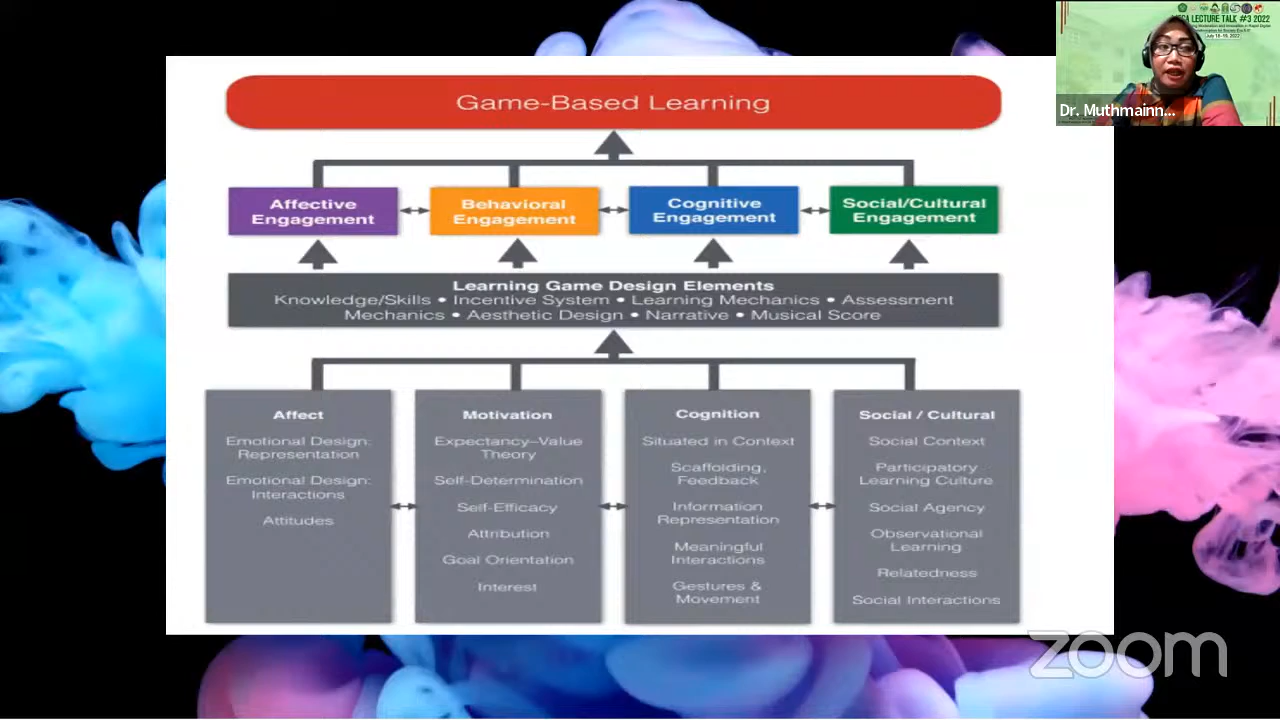 LECTURE TALK #3 2022
July 18-19, 2022
Dr. Muthmainn...
Game-Based Learning
Affective
Engagement
Behavioral
Engagement
Cognitive
Engagement
Social/Cultural
Engagement
Learning Game Design Elements
Knowledge/Skills • Incentive System • Learning Mechanics • Assessment
Mechanics • Aesthetic Design • Narrative • Musical Score
Affect
Emotional Design:
Representation
Emotional Design:
Interactions
Attitudes
Motivation
Expectancy–Value
Theory
Self-Determination
Self-Efficacy
Attribution
Goal Orientation
Interest
Cognition
Situated in Context
Scaffolding,
Feedback
Information
Representation
Meaningful
Interactions
Gestures &
Movement
Social / Cultural
Social Context
Participatory
Learning Culture
Social Agency
Observational
Learning
Relatedness
Social Interactions
zoom